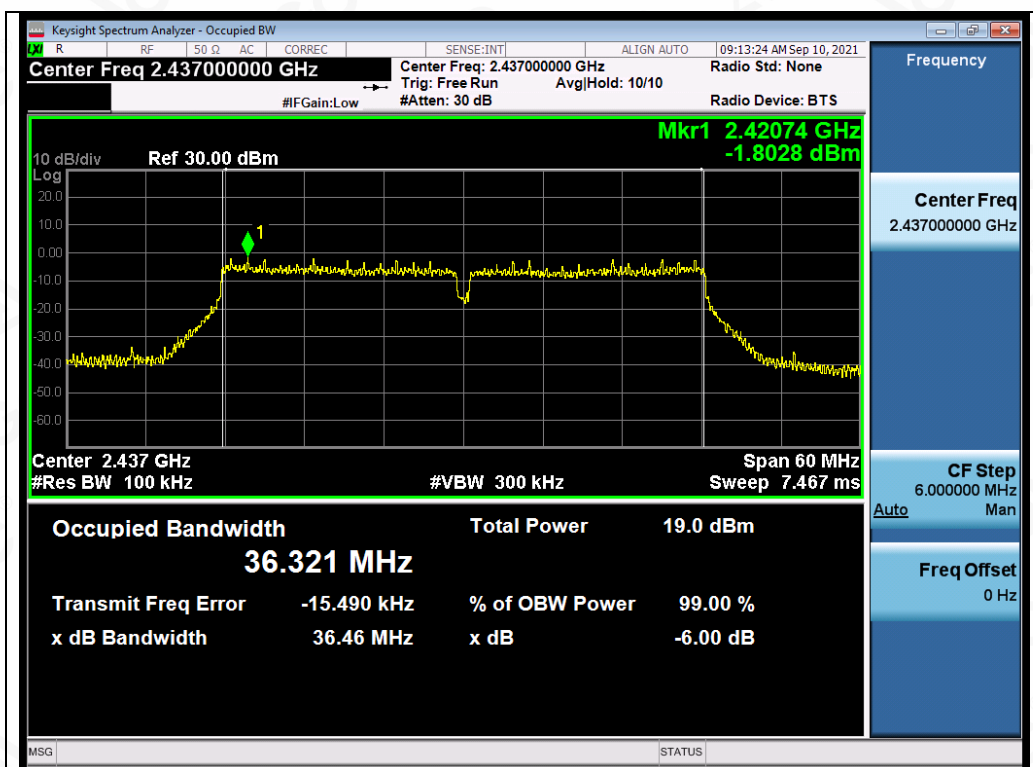 Keysight Spectrum Analyzer - Occupied BW
LXI R RF 50 Ω AC CORREC SENSE:INT ALIGN AUTO 09:13:24 AM Sep 10, 2021
Center Freq 2.437000000 GHz
Center Freq: 2.437000000 GHz
Radio Std: None
Trig: Free Run Avg|Hold: 10/10
#IFGain:Low
#Atten: 30 dB
Radio Device: BTS
Mkr1 2.42074 GHz
-1.8028 dBm
10 dB/div Ref 30.00 dBm
Log
20.0
10.0
0.00
-10.0
-20.0
-30.0
-40.0
-50.0
-60.0
1
Center 2.437 GHz Span 60 MHz
#Res BW 100 kHz #VBW 300 kHz Sweep 7.467 ms
Occupied Bandwidth Total Power 19.0 dBm
36.321 MHz
Transmit Freq Error -15.490 kHz % of OBW Power 99.00 %
x dB Bandwidth 36.46 MHz x dB -6.00 dB
MSG STATUS
Frequency
Center Freq
2.437000000 GHz
CF Step
6.000000 MHz
Auto Man
Freq Offset
0 Hz